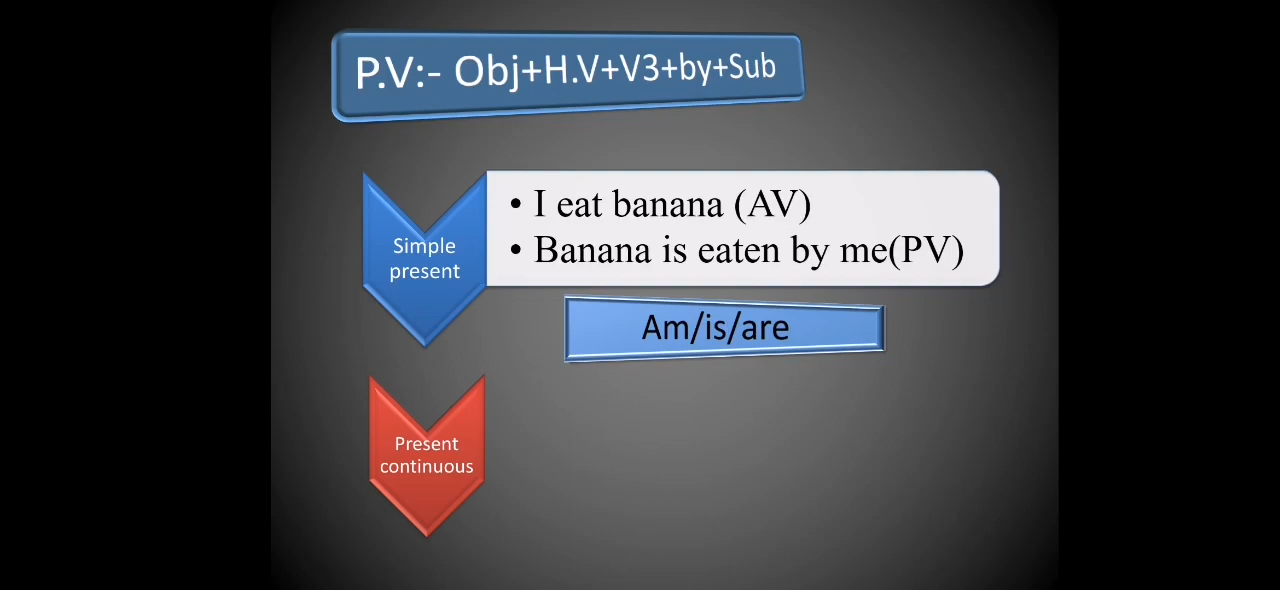 P.V:- Obj+H.V+V3+by+Sub
Simple
present
• I eat banana (AV)
• Banana is eaten by me(PV)
Am/is/are
Present
continuous